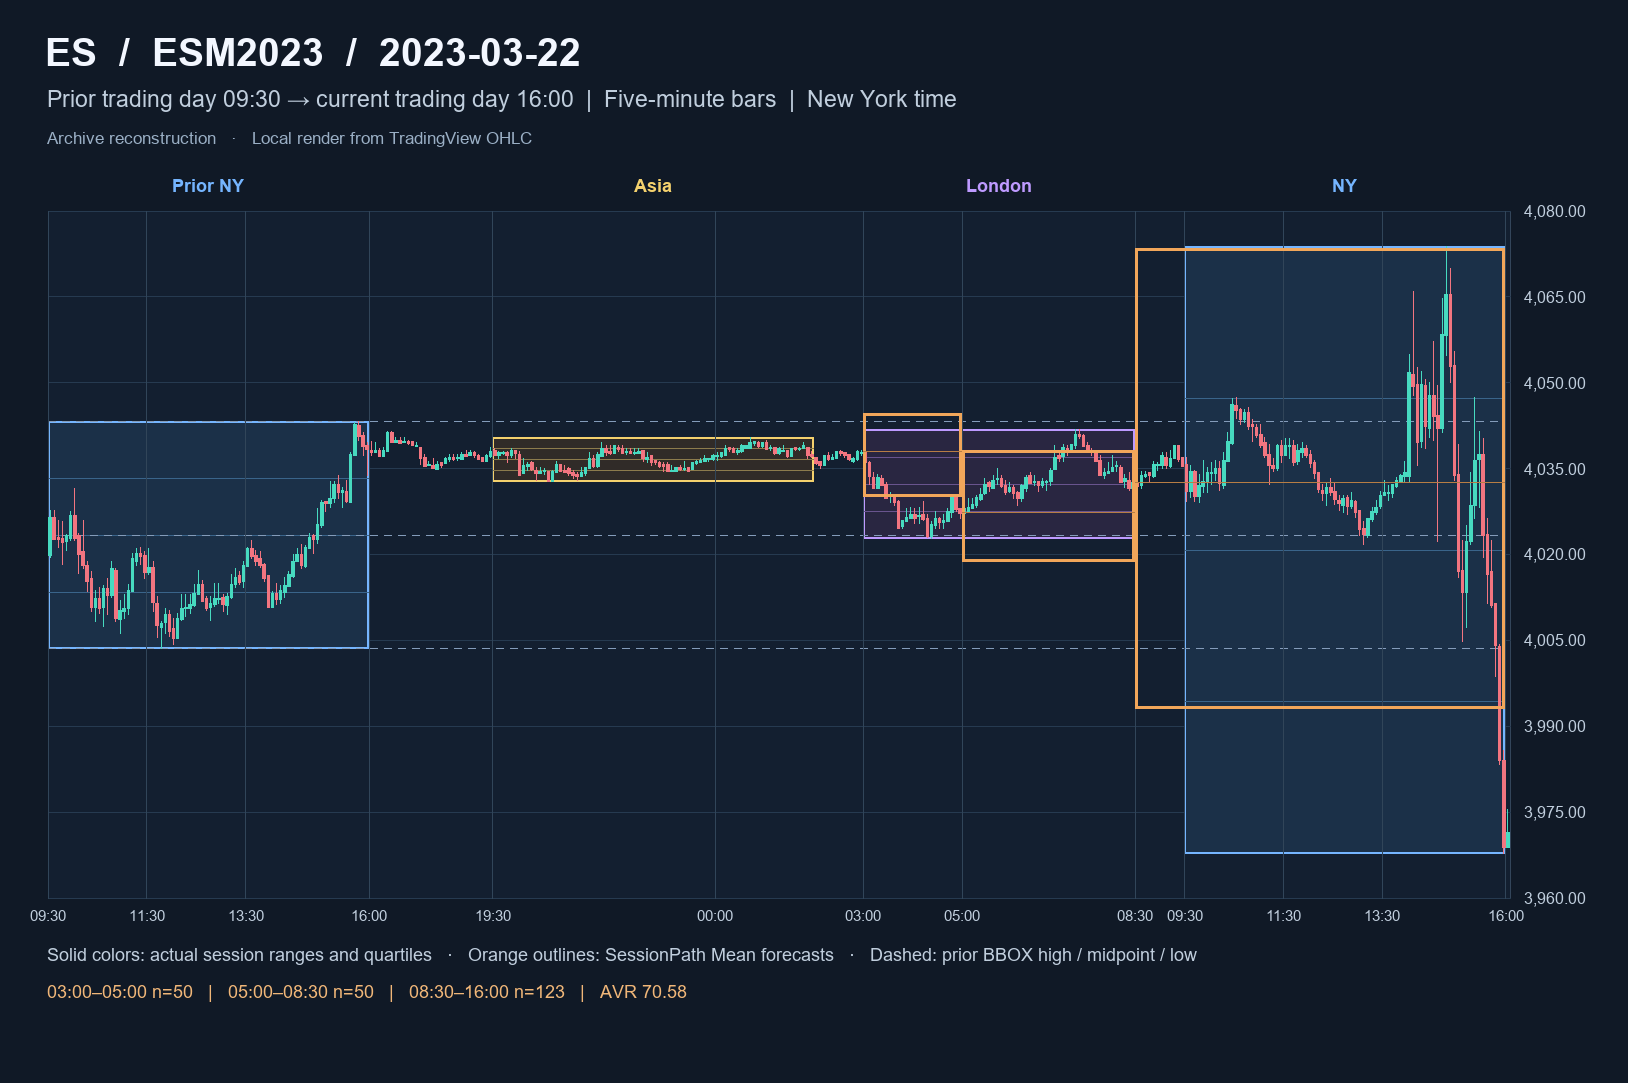 ES / ESM2023 / 2023-03-22
Prior trading day 09:30 → current trading day 16:00 | Five-minute bars | New York time
Archive reconstruction · Local render from TradingView OHLC
Prior NY Asia London NY
4,080.00
4,065.00
4,050.00
4,035.00
4,020.00
4,005.00
3,990.00
3,975.00
3,960.00
09:30 11:30 13:30 16:00 19:30 00:00 03:00 05:00 08:30 09:30 11:30 13:30 16:00
Solid colors: actual session ranges and quartiles · Orange outlines: SessionPath Mean forecasts · Dashed: prior BBOX high / midpoint / low
03:00–05:00 n=50 | 05:00–08:30 n=50 | 08:30–16:00 n=123 | AVR 70.58